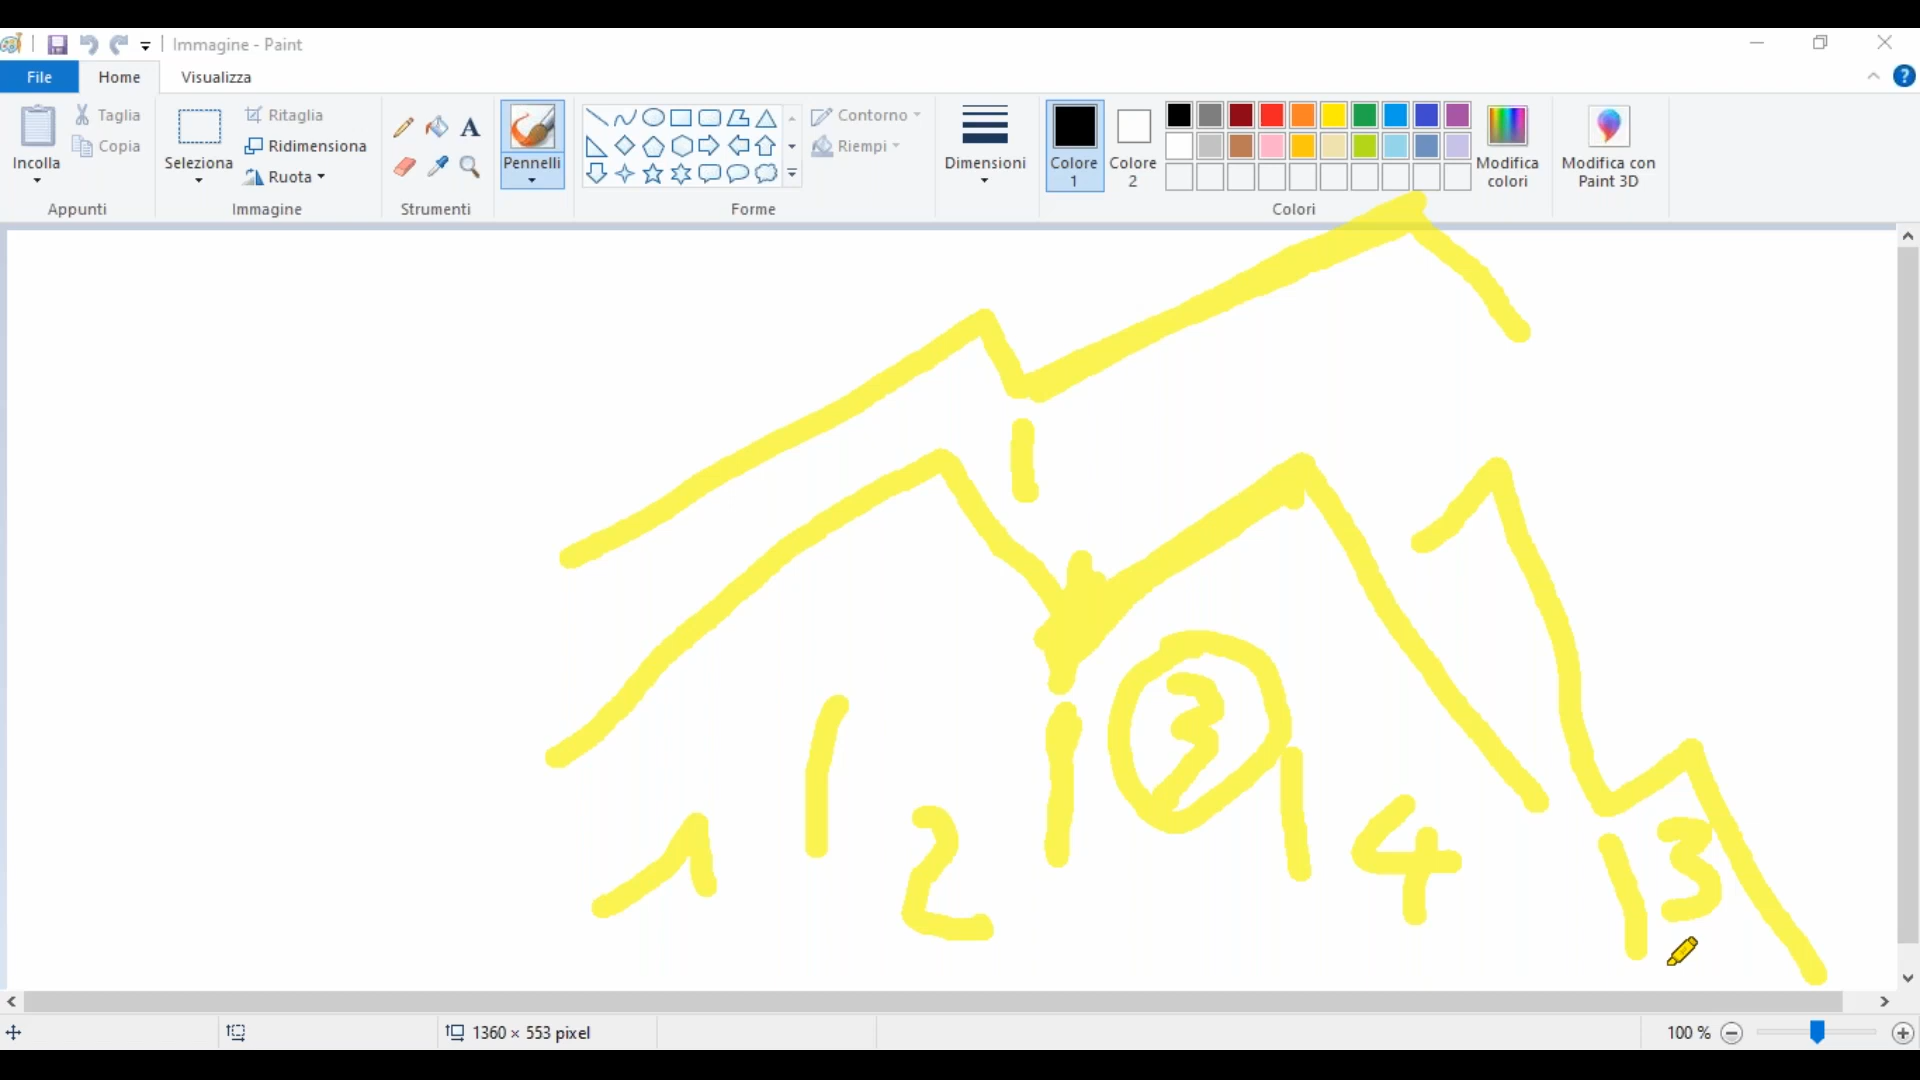 Immagine - Paint
File Home Visualizza
Incolla
Taglia
Copia
Appunti
Seleziona
Ritaglia
Ridimensiona
Ruota
Immagine
Strumenti
Pennelli
Contorno
Riempi
Forme
Dimensioni
Colore 1
Colore 2
Modifica colori
Colori
Modifica con Paint 3D
1 2 3 4 3
1360 × 553 pixel
100 %